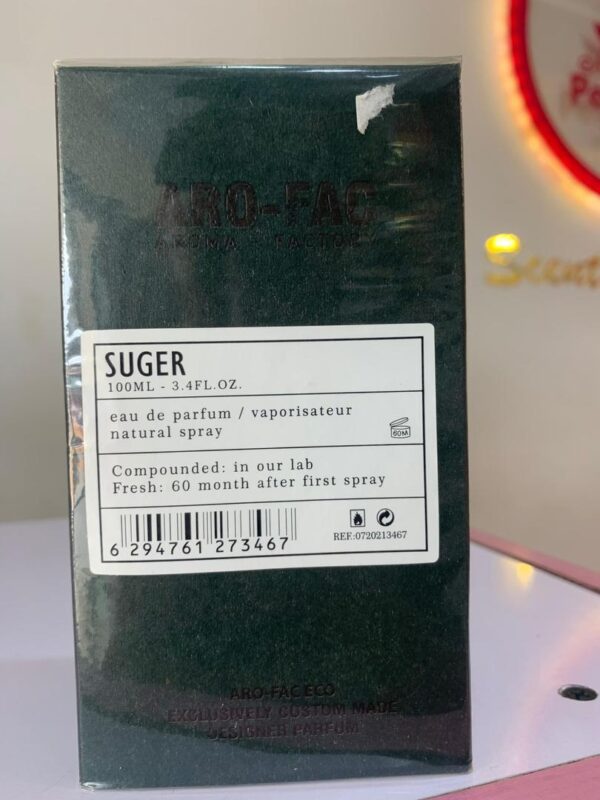 ARO-FAC
AROMA - FACTORY
SUGER
100ML - 3.4FL.OZ.
eau de parfum / vaporisateur
natural spray
60M
Compounded: in our lab
Fresh: 60 month after first spray
6 294761 273467
REF:0720213467
ARO-FAC ECO
EXCLUSIVELY CUSTOM MADE
DESIGNER PARFUM